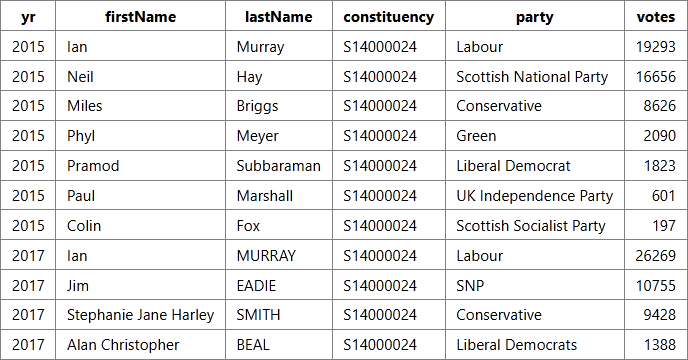 yr firstName lastName constituency party votes
2015 Ian Murray S14000024 Labour 19293
2015 Neil Hay S14000024 Scottish National Party 16656
2015 Miles Briggs S14000024 Conservative 8626
2015 Phyl Meyer S14000024 Green 2090
2015 Pramod Subbaraman S14000024 Liberal Democrat 1823
2015 Paul Marshall S14000024 UK Independence Party 601
2015 Colin Fox S14000024 Scottish Socialist Party 197
2017 Ian MURRAY S14000024 Labour 26269
2017 Jim EADIE S14000024 SNP 10755
2017 Stephanie Jane Harley SMITH S14000024 Conservative 9428
2017 Alan Christopher BEAL S14000024 Liberal Democrats 1388